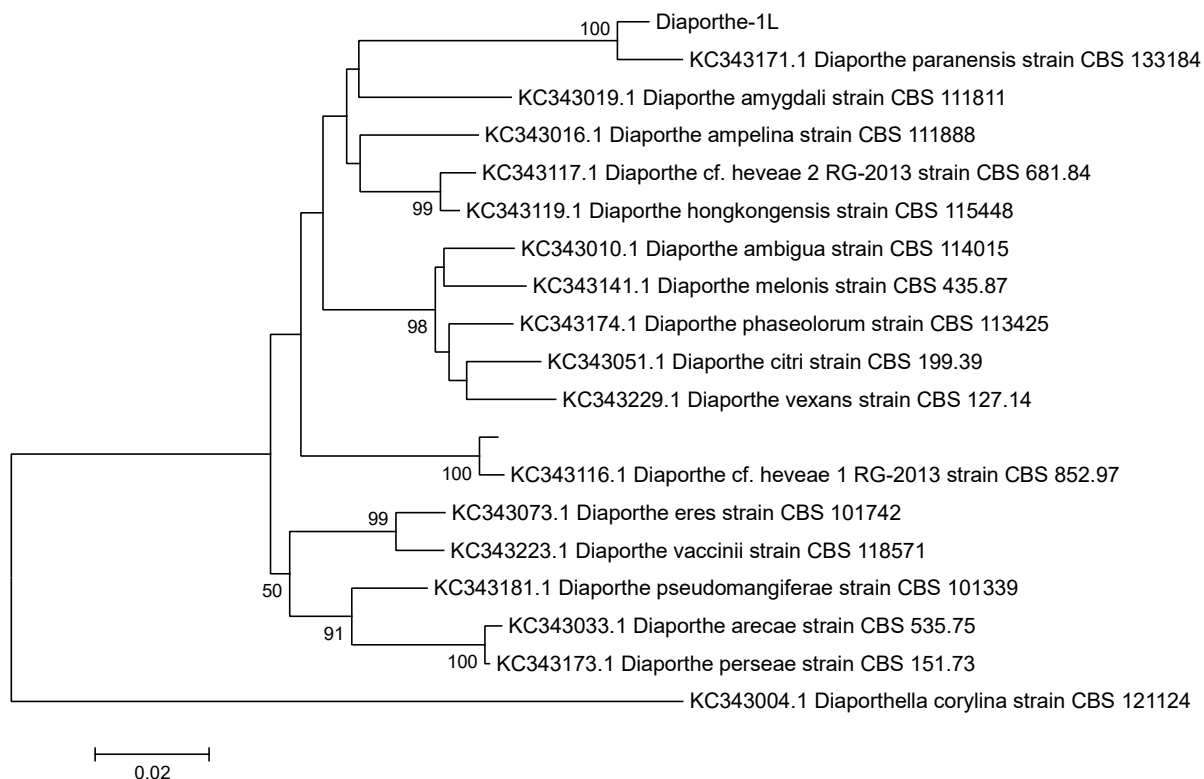 Diaporthe-1L
100
KC343171.1 Diaporthe paranensis strain CBS 133184
KC343019.1 Diaporthe amygdali strain CBS 111811
KC343016.1 Diaporthe ampelina strain CBS 111888
KC343117.1 Diaporthe cf. heveae 2 RG-2013 strain CBS 681.84
99
KC343119.1 Diaporthe hongkongensis strain CBS 115448
KC343010.1 Diaporthe ambigua strain CBS 114015
KC343141.1 Diaporthe melonis strain CBS 435.87
98
KC343174.1 Diaporthe phaseolorum strain CBS 113425
KC343051.1 Diaporthe citri strain CBS 199.39
KC343229.1 Diaporthe vexans strain CBS 127.14
100
KC343116.1 Diaporthe cf. heveae 1 RG-2013 strain CBS 852.97
99
KC343073.1 Diaporthe eres strain CBS 101742
KC343223.1 Diaporthe vaccinii strain CBS 118571
50
KC343181.1 Diaporthe pseudomangiferae strain CBS 101339
91
KC343033.1 Diaporthe arecae strain CBS 535.75
100
KC343173.1 Diaporthe perseae strain CBS 151.73
KC343004.1 Diaporthella corylina strain CBS 121124
0.02